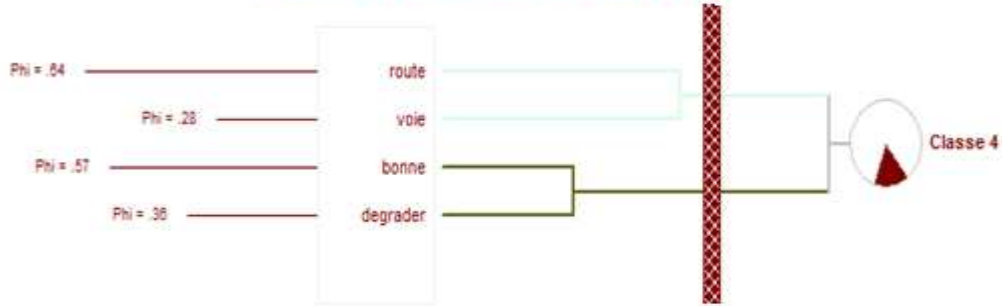 Phi = .64 route
Phi = .28 voie
Phi = .57 bonne
Phi = .36 degrader
Classe 4